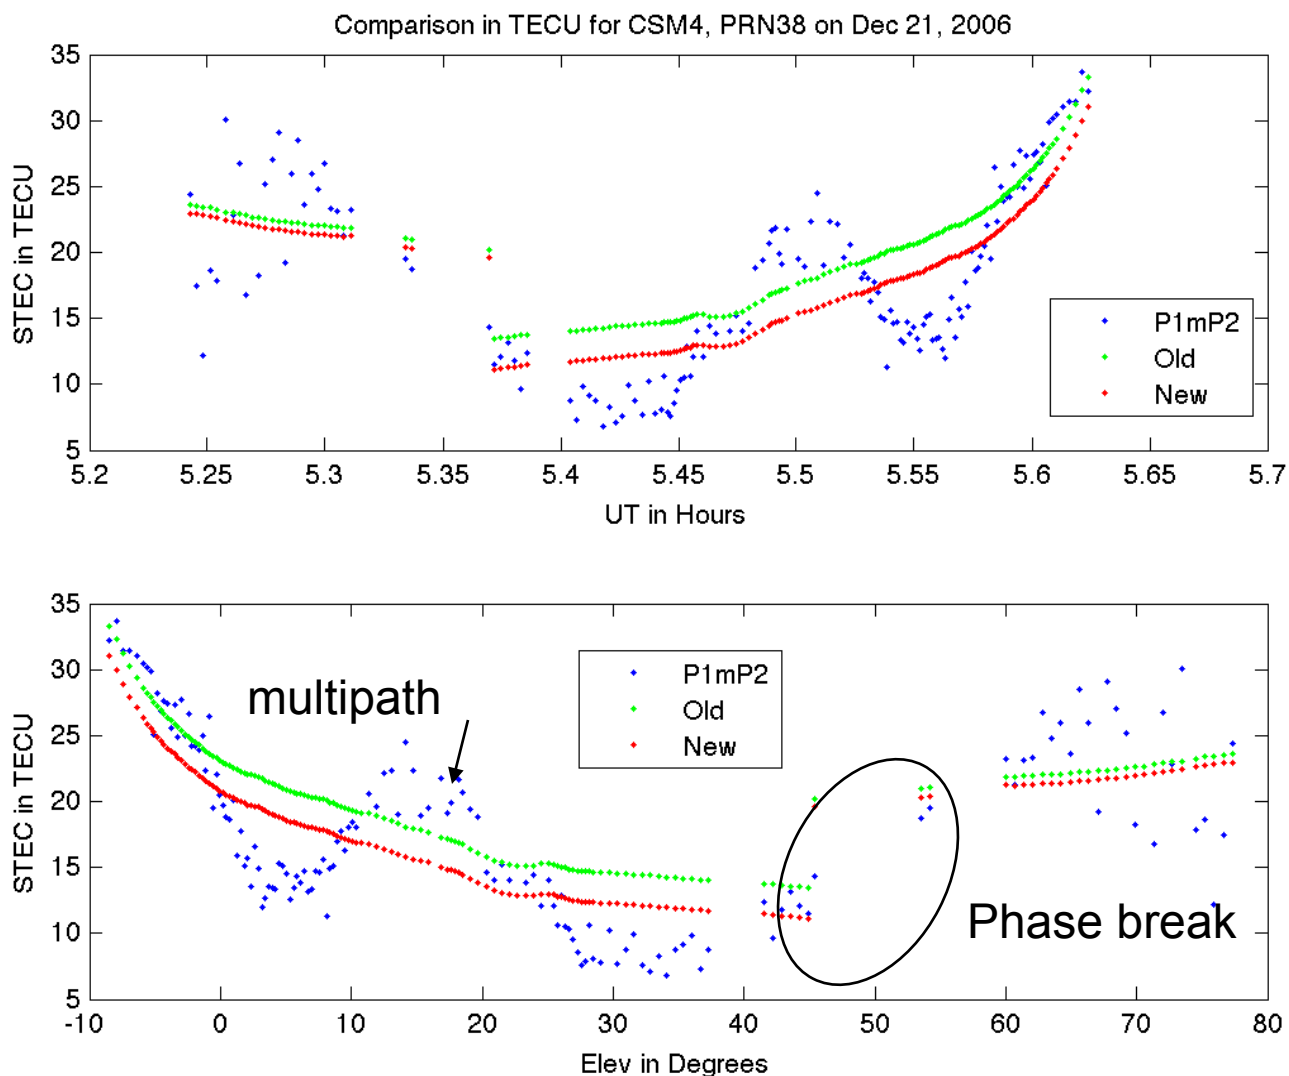 Comparison in TECU for CSM4, PRN38 on Dec 21, 2006
STEC in TECU
35
30
25
20
15
10
5
P1mP2
Old
New
5.2 5.25 5.3 5.35 5.4 5.45 5.5 5.55 5.6 5.65 5.7
UT in Hours
STEC in TECU
35
30
25
20
15
10
5
P1mP2
Old
New
multipath
Phase break
-10 0 10 20 30 40 50 60 70 80
Elev in Degrees